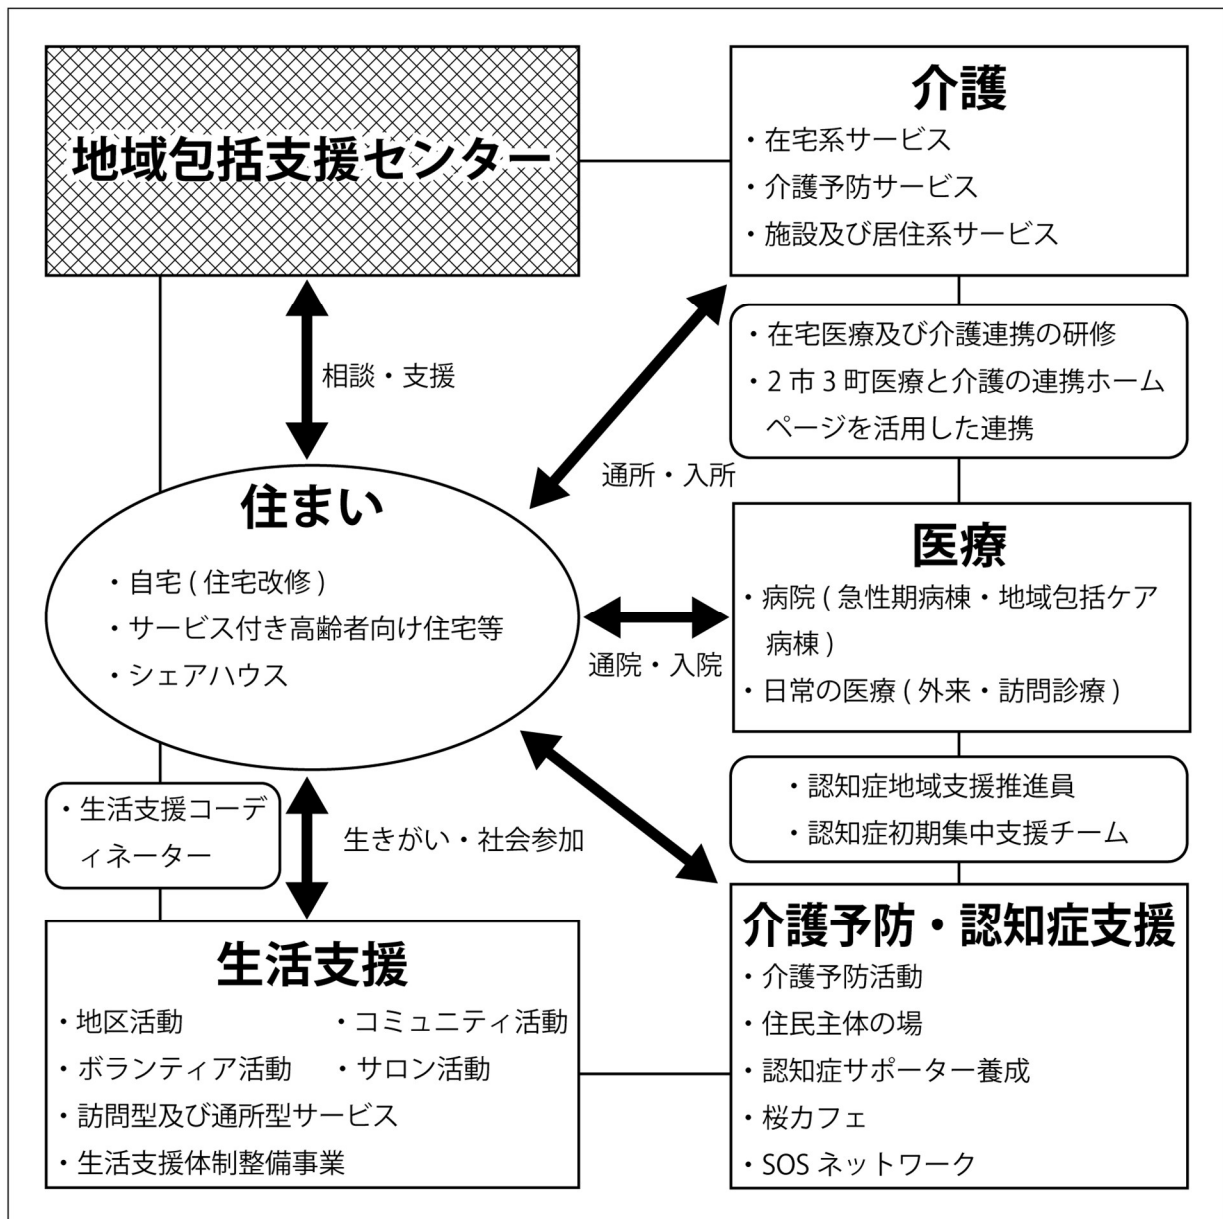 地域包括支援センター
介護
・在宅系サービス
・介護予防サービス
・施設及び居住系サービス
相談・支援
・在宅医療及び介護連携の研修
・2 市 3 町医療と介護の連携ホーム
ページを活用した連携
通所・入所
住まい
・自宅 ( 住宅改修 )
・サービス付き高齢者向け住宅等
・シェアハウス
通院・入院
医療
・病院 ( 急性期病棟・地域包括ケア
病棟 )
・日常の医療 ( 外来・訪問診療 )
・認知症地域支援推進員
・認知症初期集中支援チーム
・生活支援コーデ
ィネーター
生きがい・社会参加
生活支援
・地区活動 ・コミュニティ活動
・ボランティア活動 ・サロン活動
・訪問型及び通所型サービス
・生活支援体制整備事業
介護予防・認知症支援
・介護予防活動
・住民主体の場
・認知症サポーター養成
・桜カフェ
・SOS ネットワーク